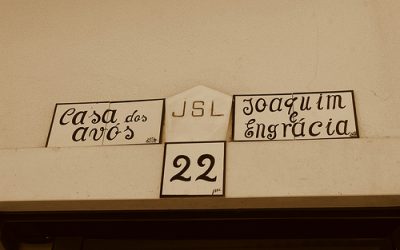 Casa dos
avós
JSL
Joaquim
e
Engrácia
22